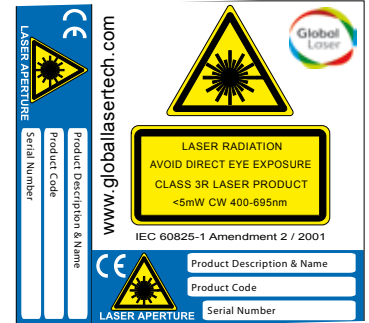 LASER APERTURE
Serial Number
Product Code
Product Description & Name
www.globallasertech.com
Global
Laser
LASER RADIATION
AVOID DIRECT EYE EXPOSURE
CLASS 3R LASER PRODUCT
<5mW CW 400-695nm
IEC 60825-1 Amendment 2 / 2001
CE
LASER APERTURE
Product Description & Name
Product Code
Serial Number
CE